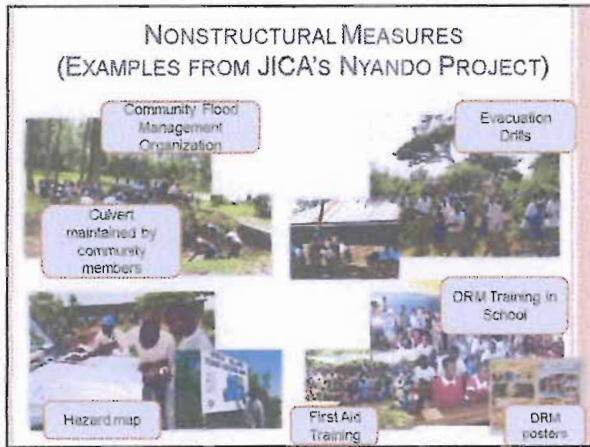 NONSTRUCTURAL MEASURES
(EXAMPLES FROM JICA'S NYANDO PROJECT)
Community Flood
Management
Organization
Evacuation
Drills
Culvert
maintained by
community
members
DRM Training in
School
Hazard map
First Aid
Training
DRM
posters